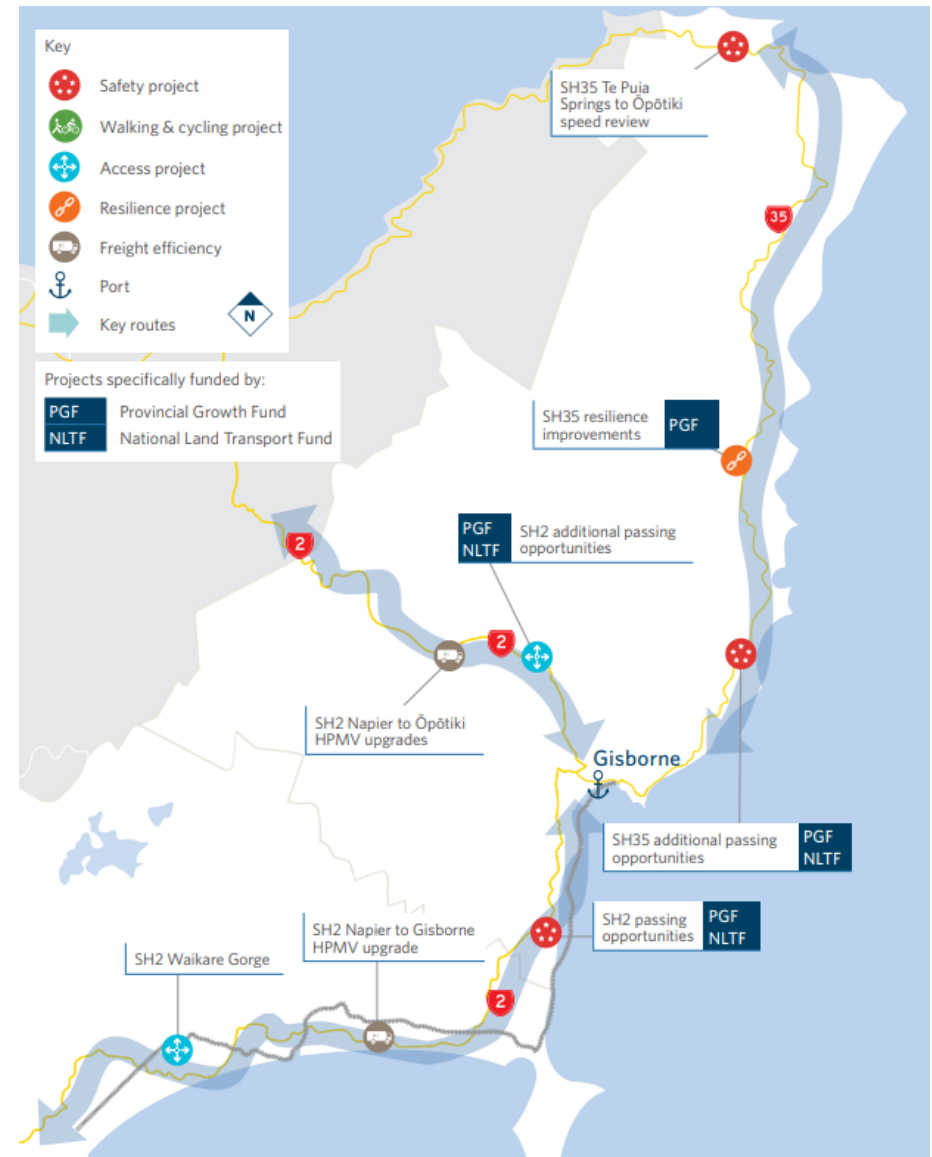 Key
Safety project
Walking & cycling project
Access project
Resilience project
Freight efficiency
Port
Key routes
N
Projects specifically funded by:
PGF Provincial Growth Fund
NLTF National Land Transport Fund
SH35 Te Puia
Springs to Ōpōtiki
speed review
35
SH35 resilience
improvements
PGF
2
PGF
NLTF
SH2 additional passing
opportunities
2
SH2 Napier to Ōpōtiki
HPMV upgrades
Gisborne
SH35 additional passing
opportunities
PGF
NLTF
SH2 passing
opportunities
PGF
NLTF
SH2 Napier to Gisborne
HPMV upgrade
SH2 Waikare Gorge
2